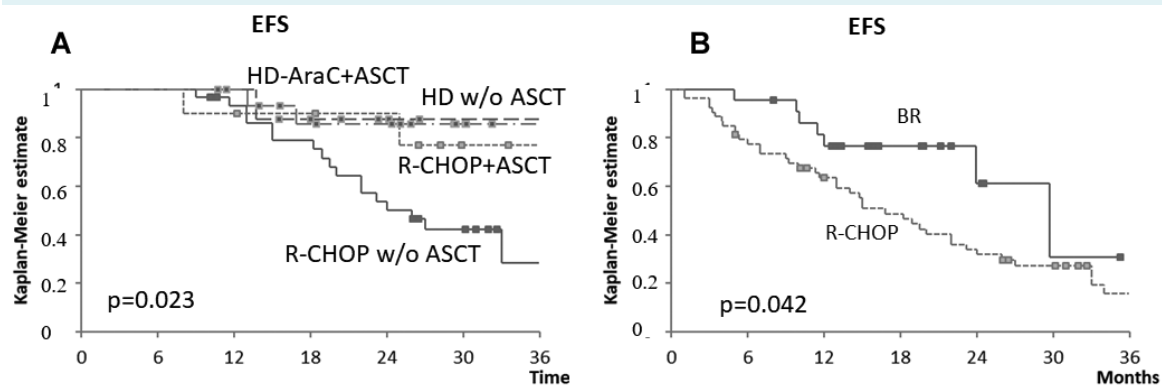 EFS
A
1
0.8
0.6
0.4
0.2
0
Kaplan-Meier estimate
HD-AraC+ASCT
HD w/o ASCT
R-CHOP+ASCT
R-CHOP w/o ASCT
p=0.023
0 6 12 18 24 30 36
Time
EFS
B
1
0.8
0.6
0.4
0.2
0
Kaplan-Meier estimate
BR
R-CHOP
p=0.042
0 6 12 18 24 30 36
Months